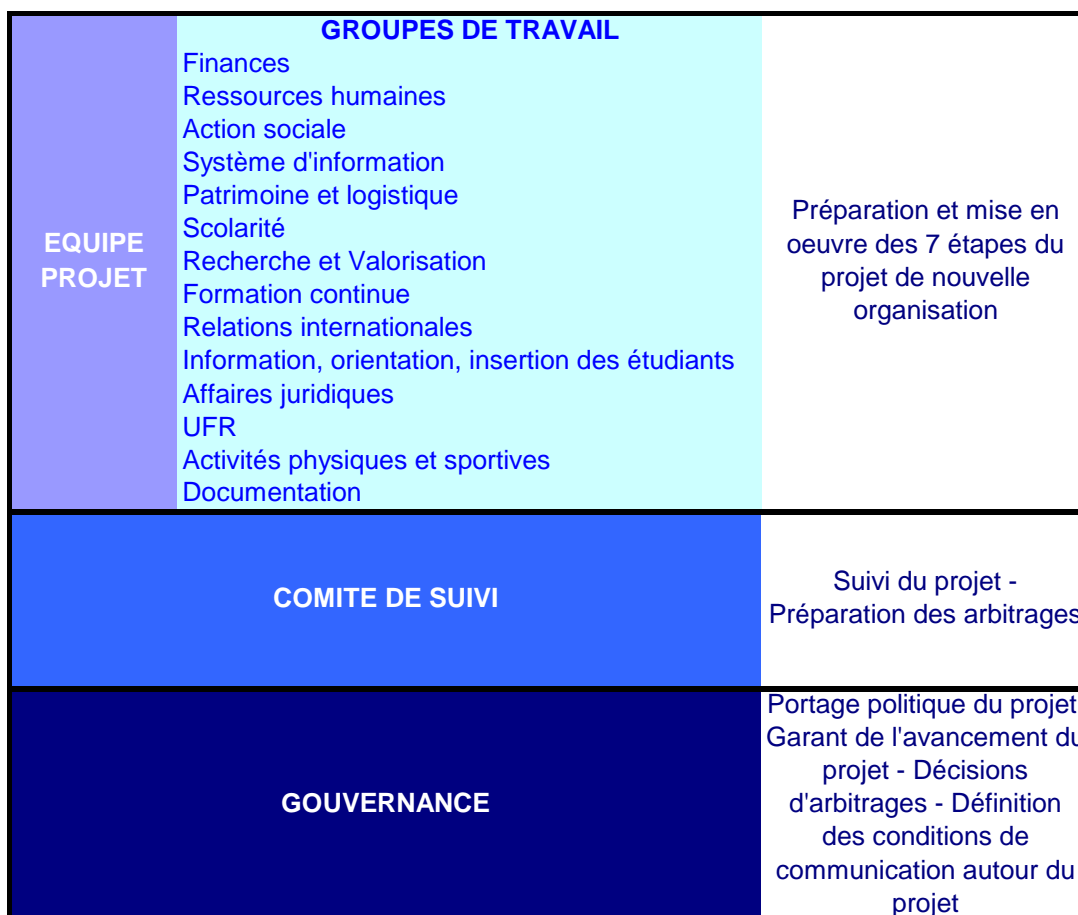 GROUPES DE TRAVAIL
Finances
Ressources humaines
Action sociale
Système d'information
Patrimoine et logistique
Scolarité
Recherche et Valorisation
Formation continue
Relations internationales
Information, orientation, insertion des étudiants
Affaires juridiques
UFR
Activités physiques et sportives
Documentation
EQUIPE
PROJET
Préparation et mise en
oeuvre des 7 étapes du
projet de nouvelle
organisation
COMITE DE SUIVI
Suivi du projet -
Préparation des arbitrages
GOUVERNANCE
Portage politique du projet
Garant de l'avancement du
projet - Décisions
d'arbitrages - Définition
des conditions de
communication autour du
projet